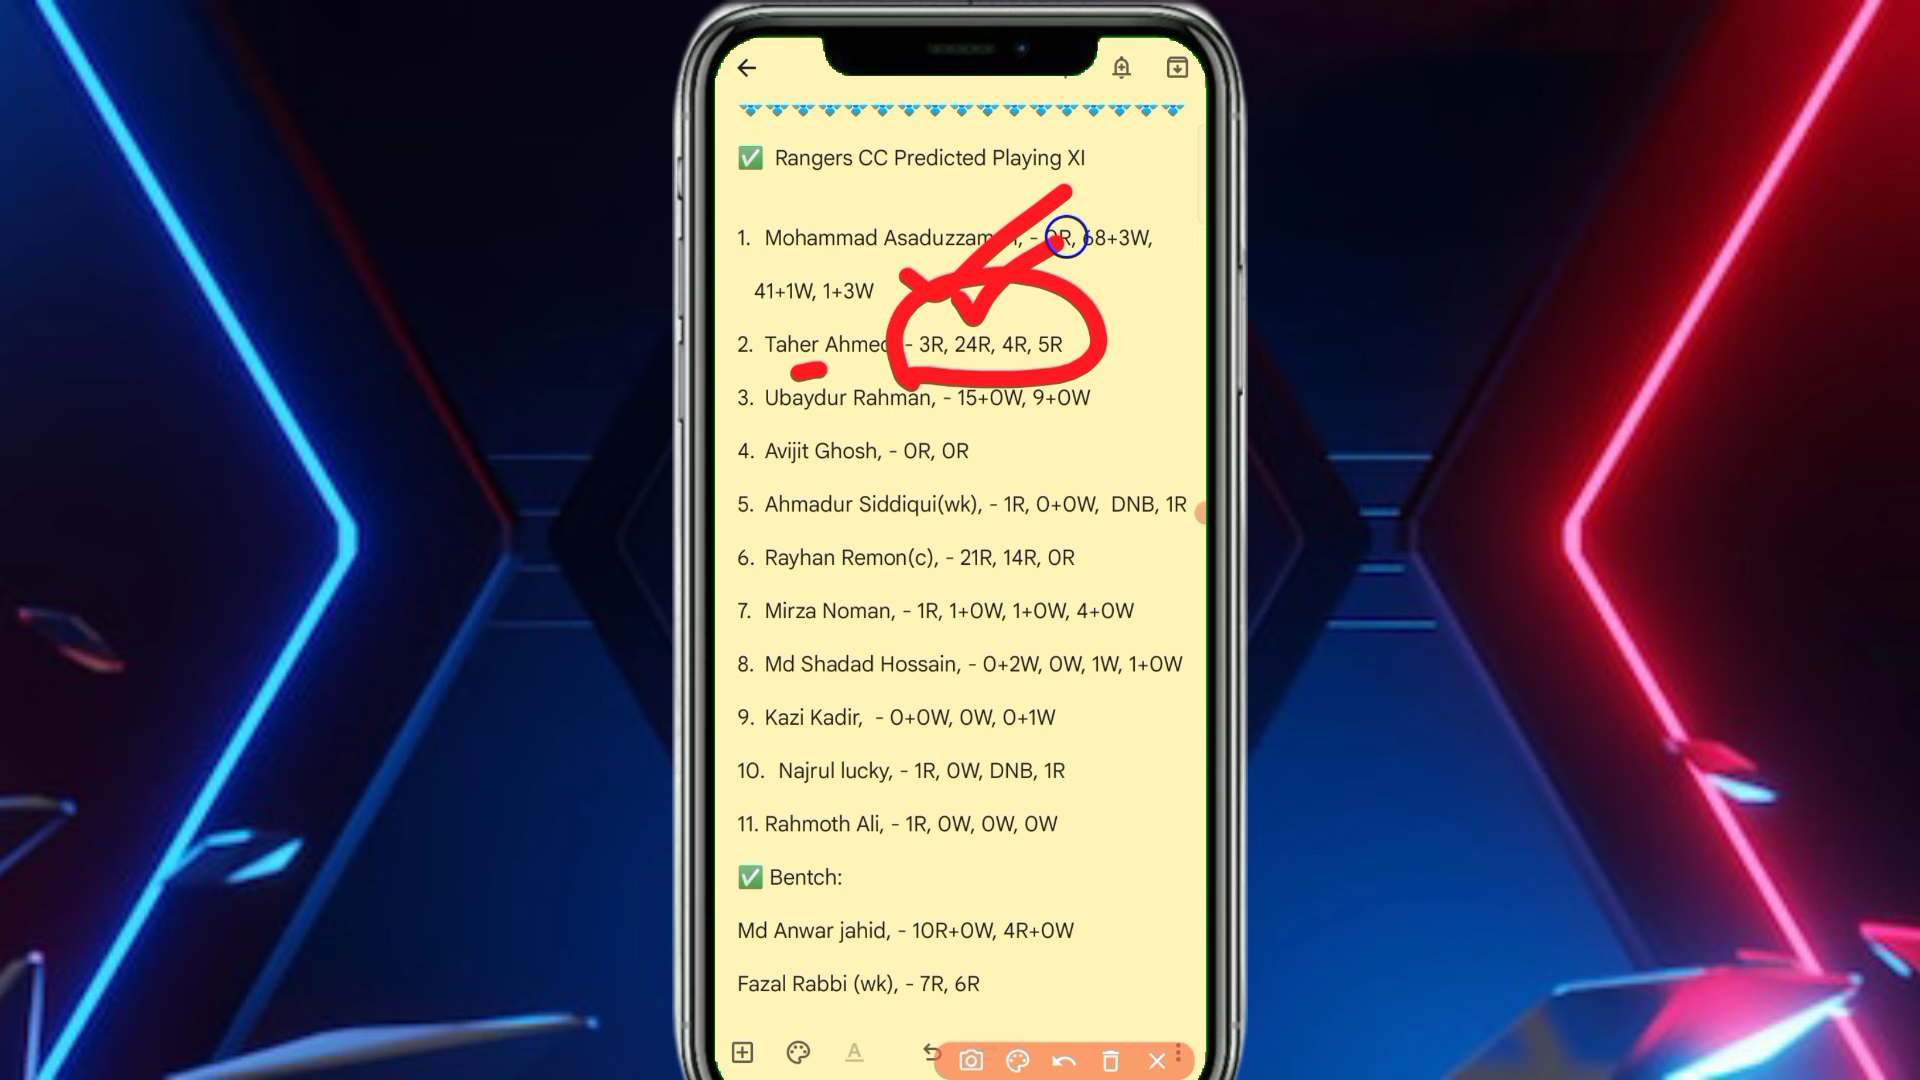 ✅ Rangers CC Predicted Playing XI
1. Mohammad - 0R, 68+3W,
41+1W, 1+3W
2. Taher Ahmed - 3R, 24R, 4R, 5R
3. Ubaydur Rahman, - 15+0W, 9+0W
4. Avijit Ghosh, - 0R, 0R
5. Ahmadur Siddiqui(wk), - 1R, 0+0W, DNB, 1R
6. Rayhan Remon(c), - 21R, 14R, 0R
7. Mirza Noman, - 1R, 1+0W, 1+0W, 4+0W
8. Md Shadad Hossain, - 0+2W, 0W, 1W, 1+0W
9. Kazi Kadir, - 0+0W, 0W, 0+1W
10. Najrul lucky, - 1R, 0W, DNB, 1R
11. Rahmoth Ali, - 1R, 0W, 0W, 0W
✅ Bentch:
Md Anwar jahid, - 10R+0W, 4R+0W
Fazal Rabbi (wk), - 7R, 6R
A